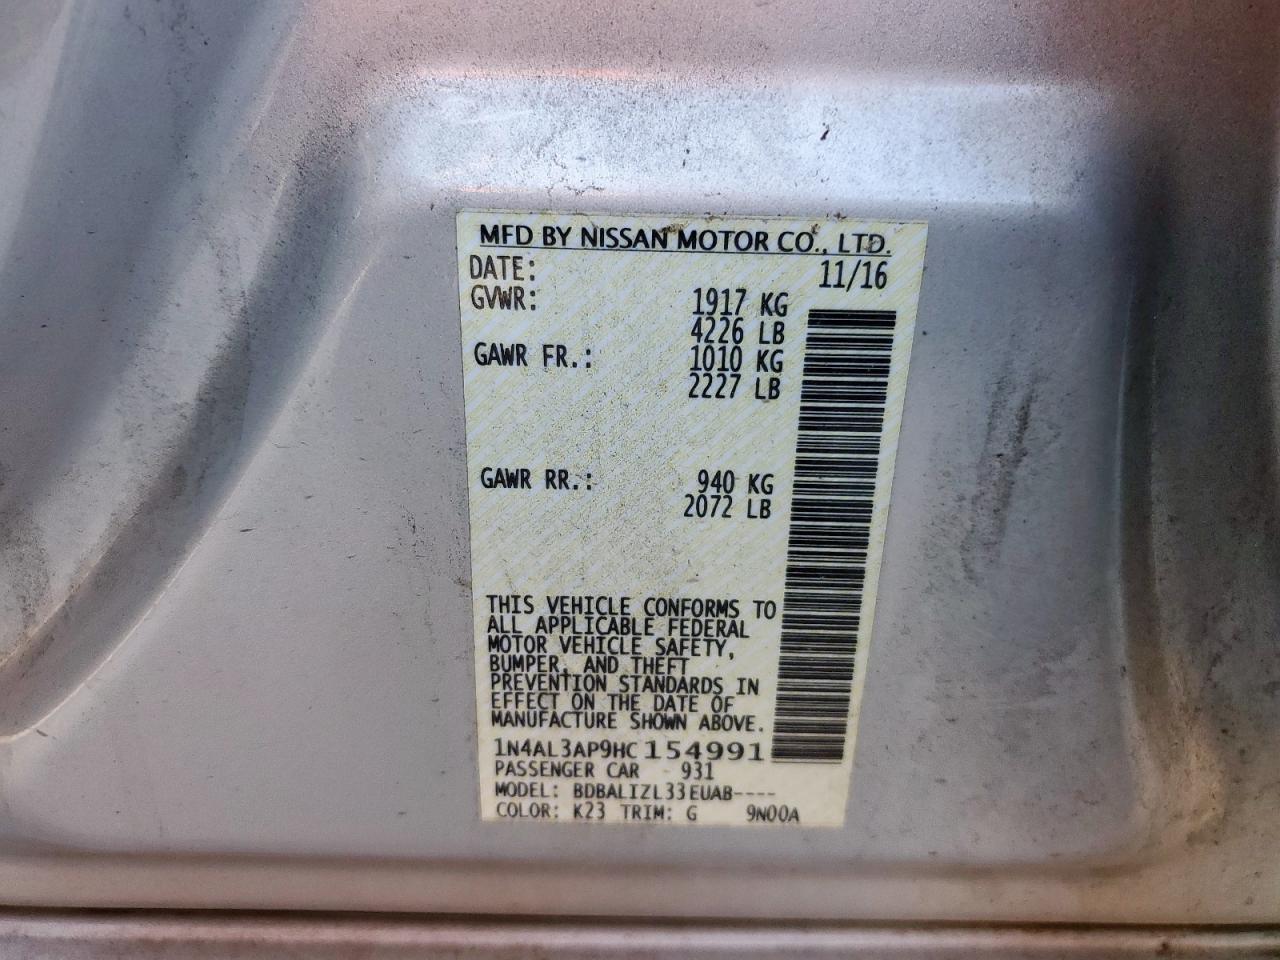 MFD BY NISSAN MOTOR CO., LTD.
DATE: 11/16
GVWR: 1917 KG
4226 LB
GAWR FR.: 1010 KG
2227 LB
GAWR RR.: 940 KG
2072 LB
THIS VEHICLE CONFORMS TO
ALL APPLICABLE FEDERAL
MOTOR VEHICLE SAFETY,
BUMPER, AND THEFT
PREVENTION STANDARDS IN
EFFECT ON THE DATE OF
MANUFACTURE SHOWN ABOVE.
1N4AL3AP9HC154991
PASSENGER CAR 931
MODEL: BDBALIZL33EUAB----
COLOR: K23 TRIM: G 9N00A